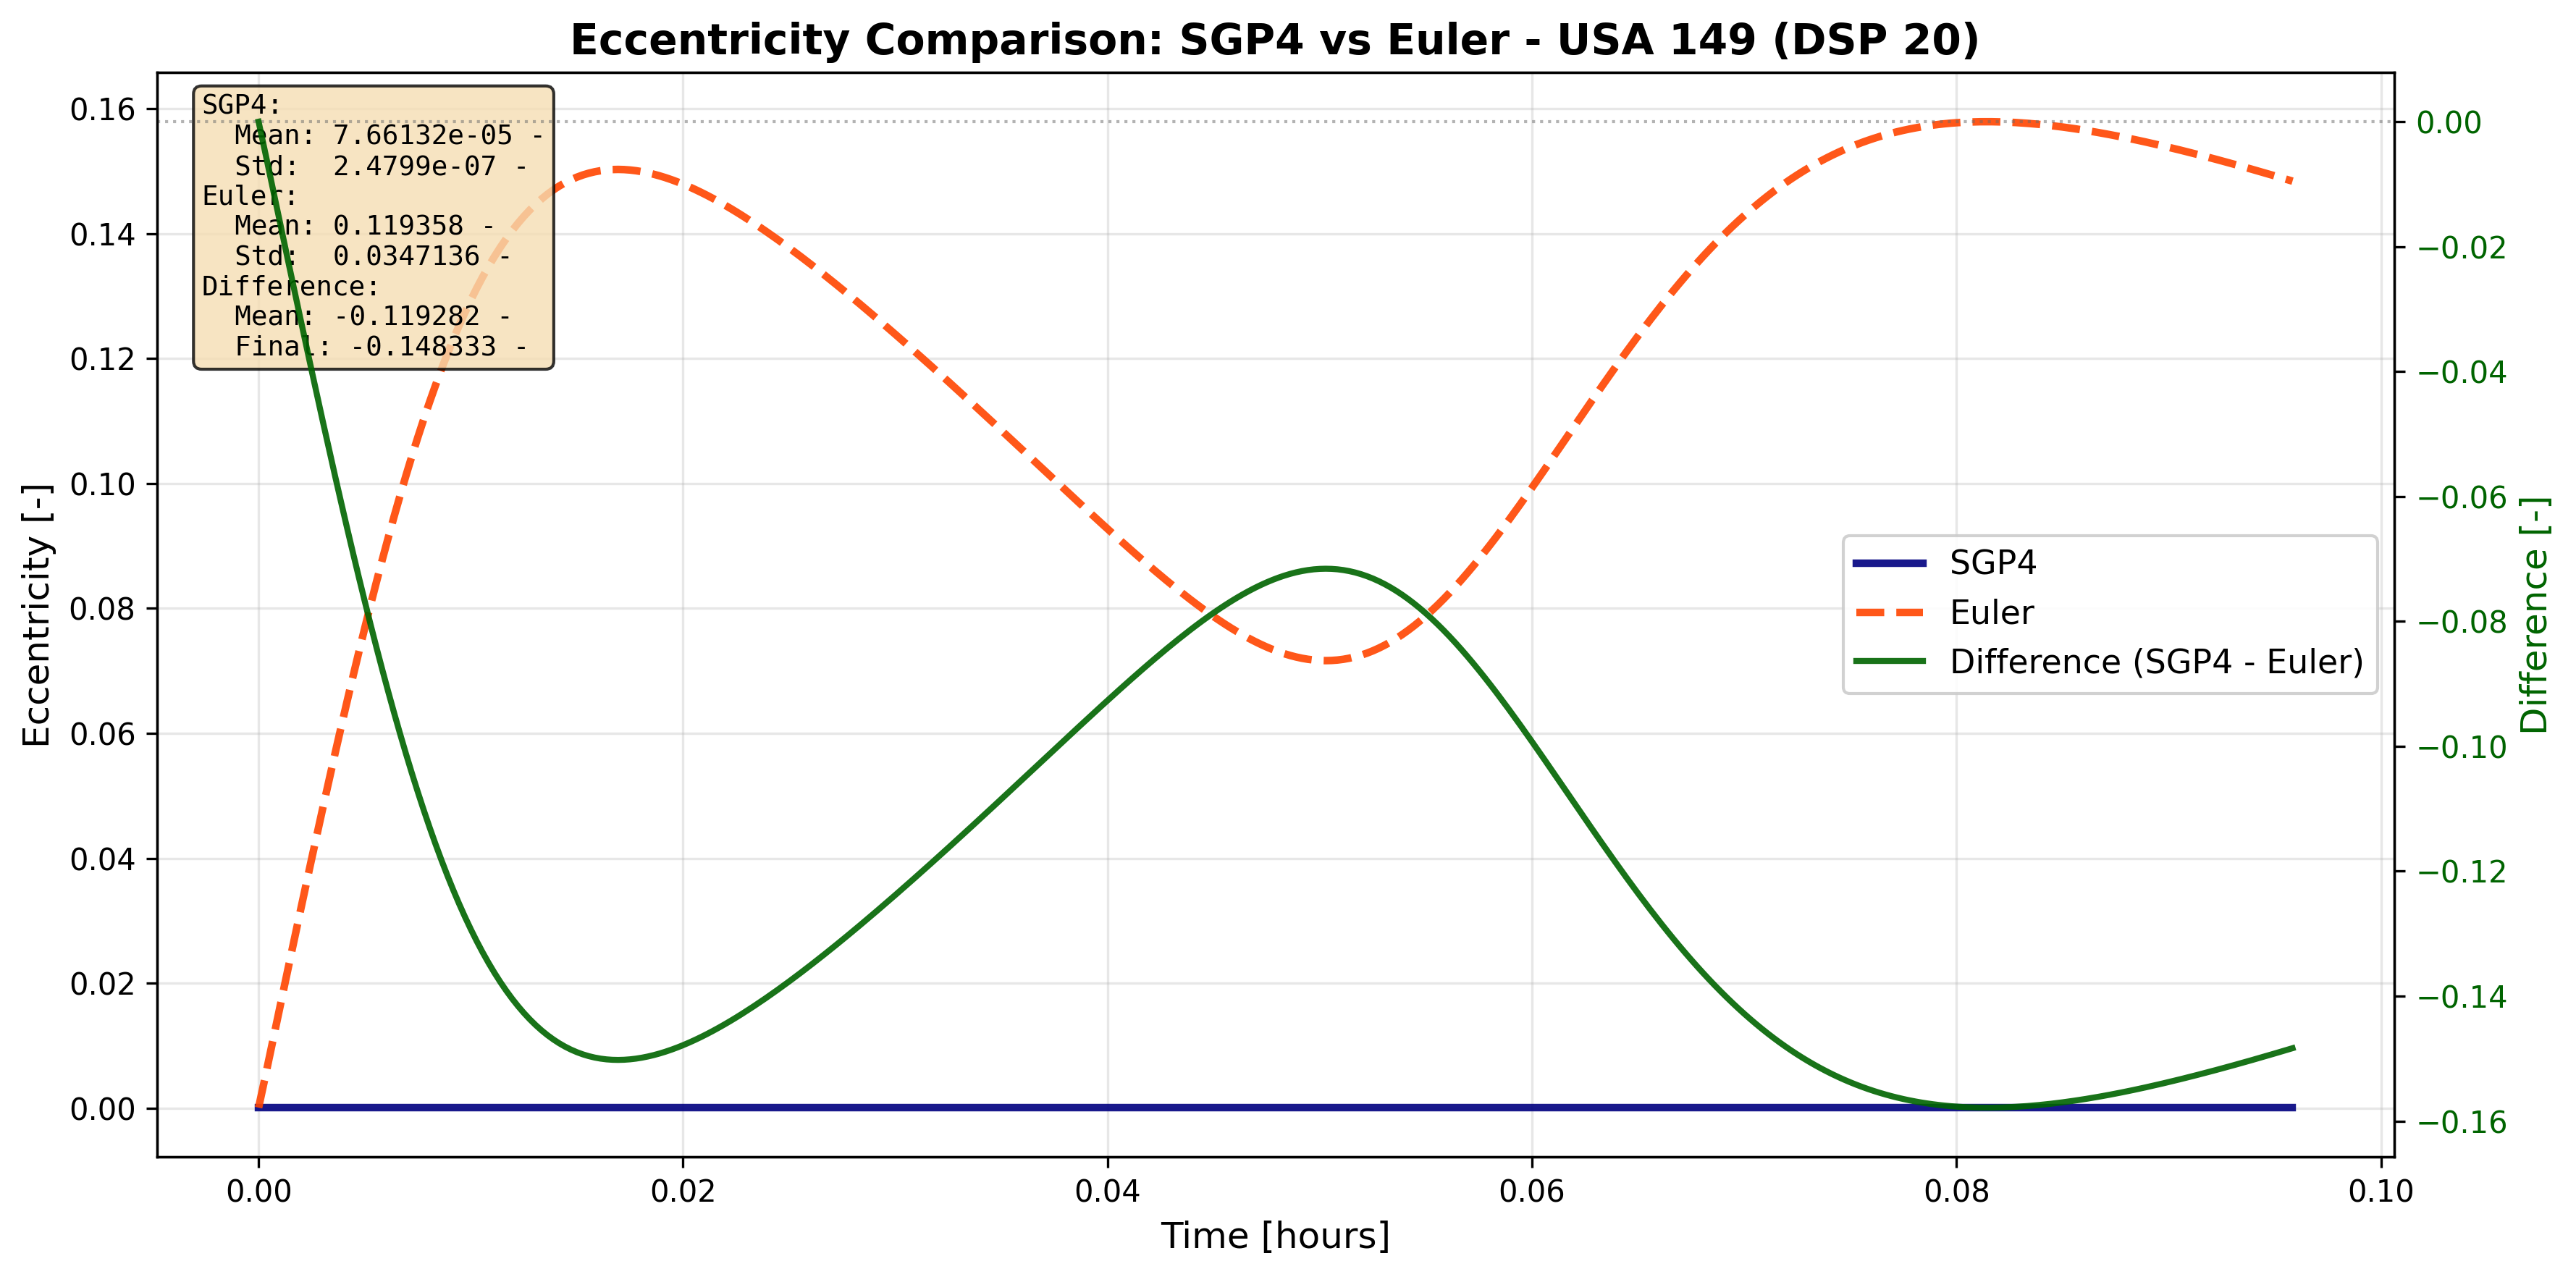 Eccentricity Comparison: SGP4 vs Euler - USA 149 (DSP 20)
SGP4:
Mean: 7.66132e-05 -
Std: 2.4799e-07 -
Euler:
Mean: 0.119358 -
Std: 0.0347136 -
Difference:
Mean: -0.119282 -
Final: -0.148333 -
Eccentricity [-]
0.16
0.14
0.12
0.10
0.08
0.06
0.04
0.02
0.00
0.00
−0.02
−0.04
−0.06
−0.08
−0.10
−0.12
−0.14
−0.16
Difference [-]
SGP4
Euler
Difference (SGP4 - Euler)
0.00
0.02
0.04
0.06
0.08
0.10
Time [hours]